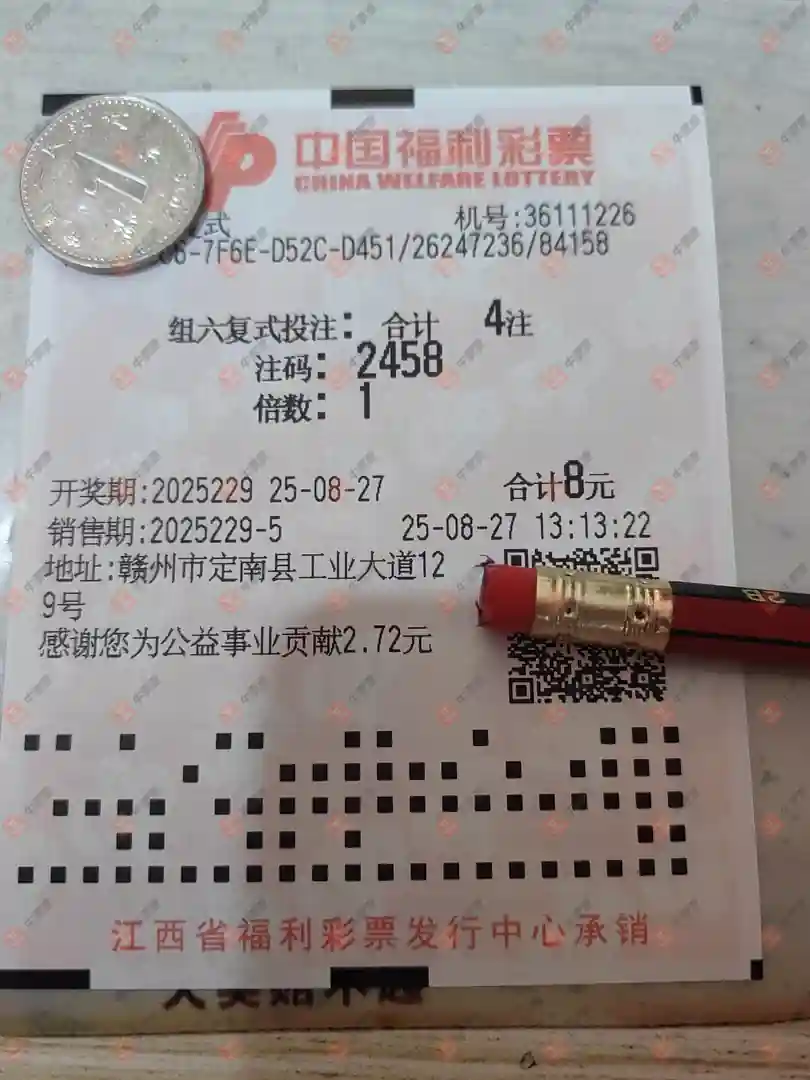 中国福利彩票
CHINA WELFARE LOTTERY
式
机号:36111226
6-7F6E-D52C-D451/26247236/84158
组六复式投注: 合计 4注
注码: 2458
倍数: 1
开奖期:2025229 25-08-27 合计8元
销售期:2025229-5 25-08-27 13:13:22
地址:赣州市定南县工业大道12
9号
感谢您为公益事业贡献2.72元
江西省福利彩票发行中心承销